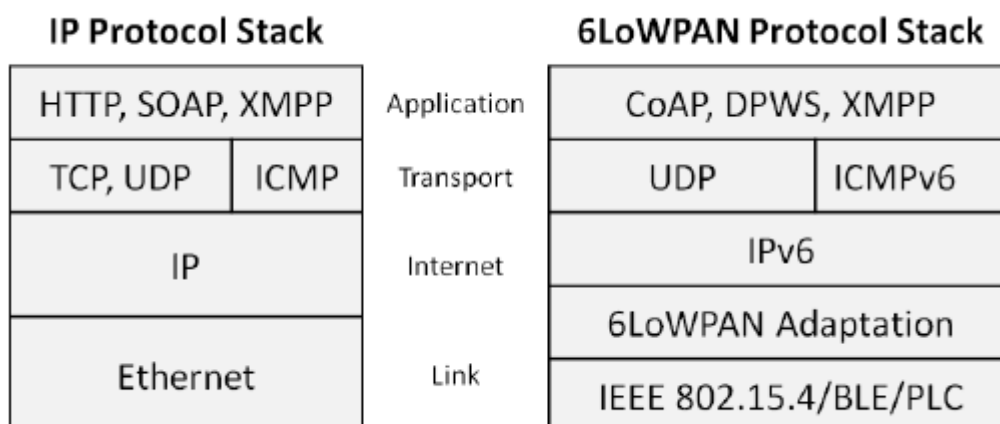 IP Protocol Stack
6LoWPAN Protocol Stack
HTTP, SOAP, XMPP
Application
CoAP, DPWS, XMPP
TCP, UDP
ICMP
Transport
UDP
ICMPv6
IP
Internet
IPv6
6LoWPAN Adaptation
Ethernet
Link
IEEE 802.15.4/BLE/PLC